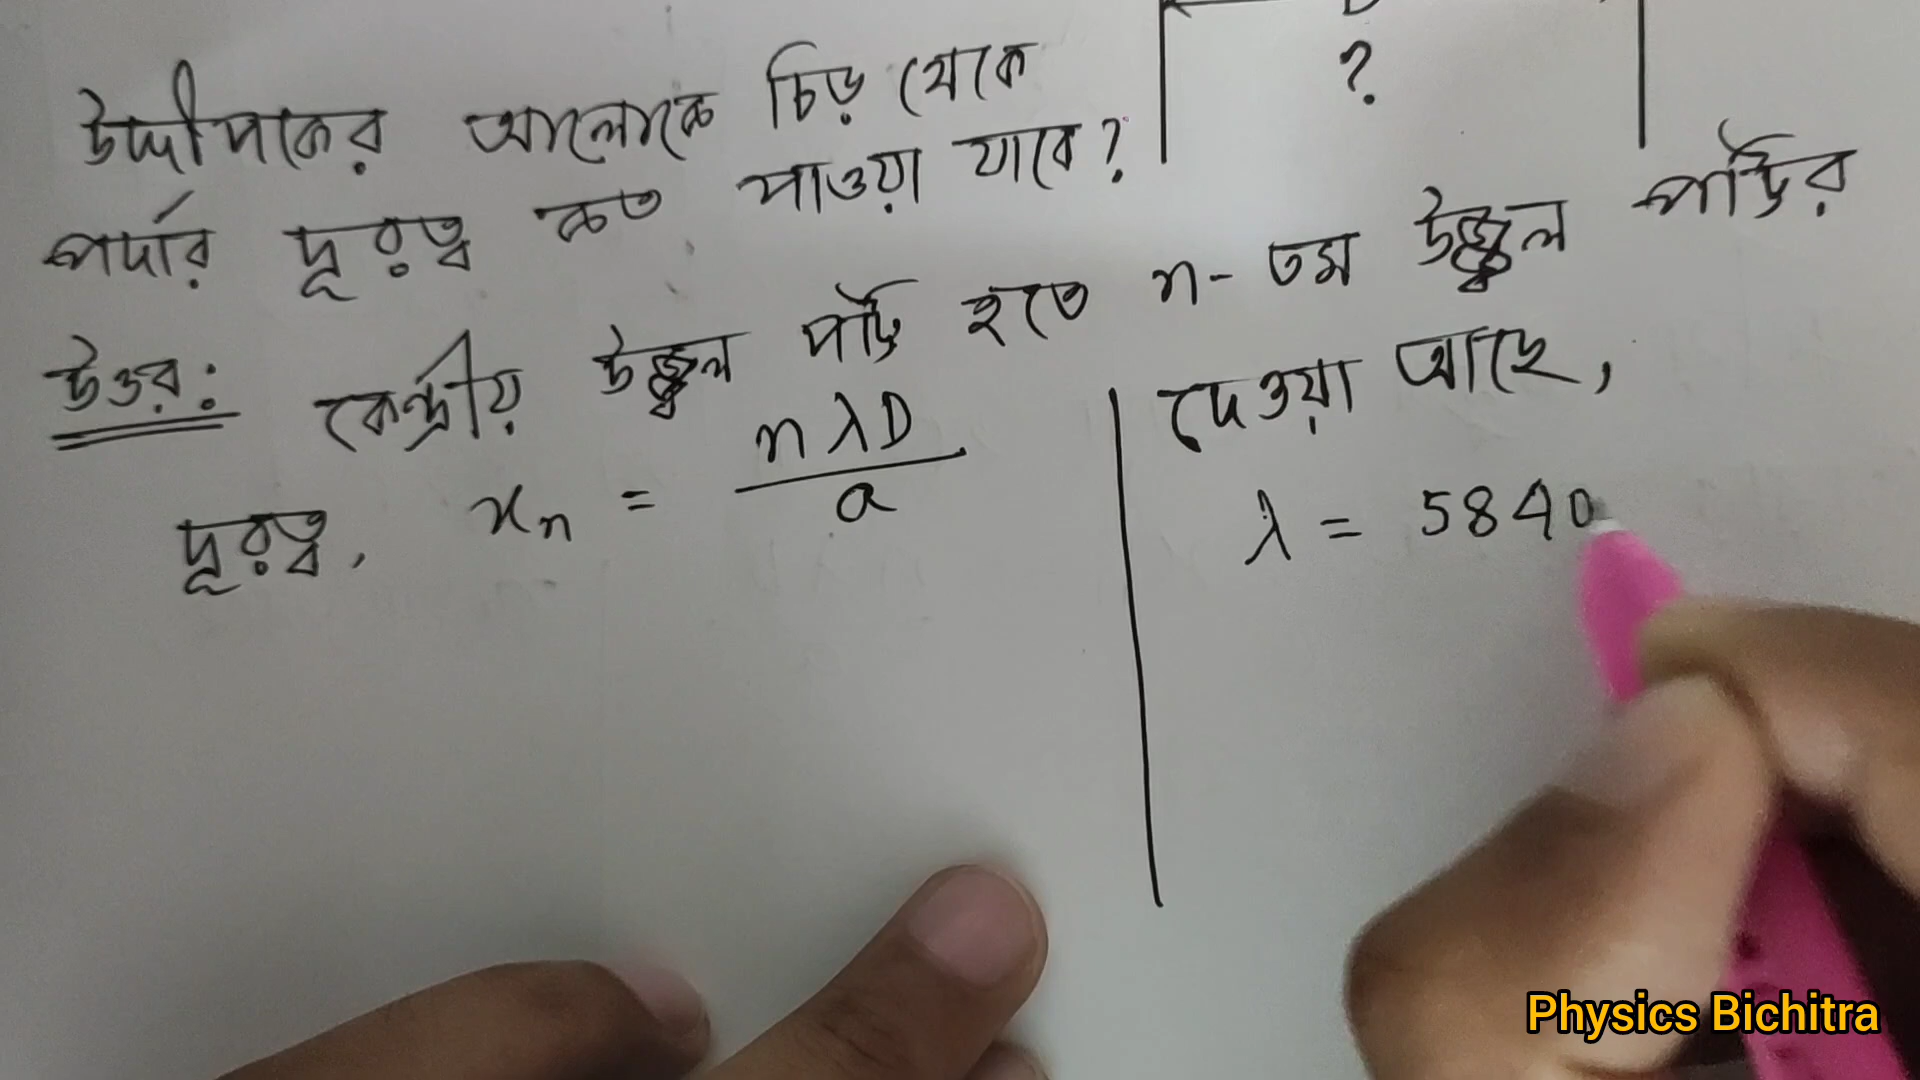 D
?
উদ্দীপকের আলোকে চিড় থেকে
পর্দার দূরত্ব কত পাওয়া যাবে?
উত্তর: কেন্দ্রীয় উজ্জ্বল পট্টি হতে n-তম উজ্জ্বল পট্টির
দূরত্ব, xₙ = nλD / a
দেওয়া আছে,
λ = 5840
Physics Bichitra